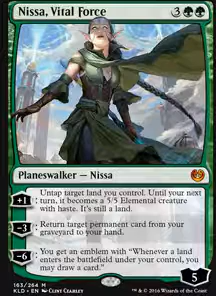 Nissa, Vital Force 3
Planeswalker — Nissa
+1 Untap target land you control. Until your
next turn, it becomes a 5/5 Elemental creature
with haste. It's still a land.
-3 Return target permanent card from your
graveyard to your hand.
-6 You get an emblem with "Whenever a land
enters the battlefield under your control, you
may draw a card."
5
163/264 M
KLD • EN Clint Cearley
™ & © 2016 Wizards of the Coast